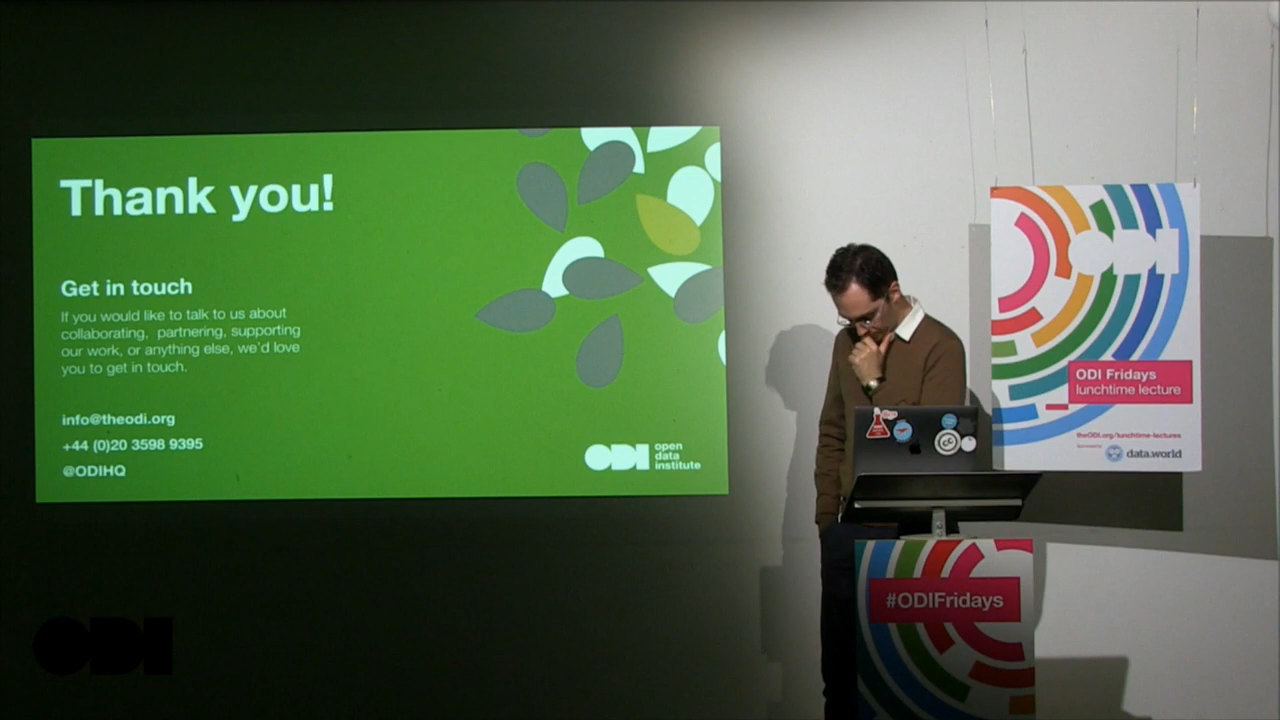 Thank you!
Get in touch
If you would like to talk to us about
collaborating, partnering, supporting
our work, or anything else, we'd love
you to get in touch.
info@theodi.org
+44 (0)20 3598 9395
@ODIHQ
ODI
open
data
institute
ODI
ODI Fridays
lunchtime lecture
theODI.org/lunchtime-lectures
data.world
cc
#ODIFridays
ODI